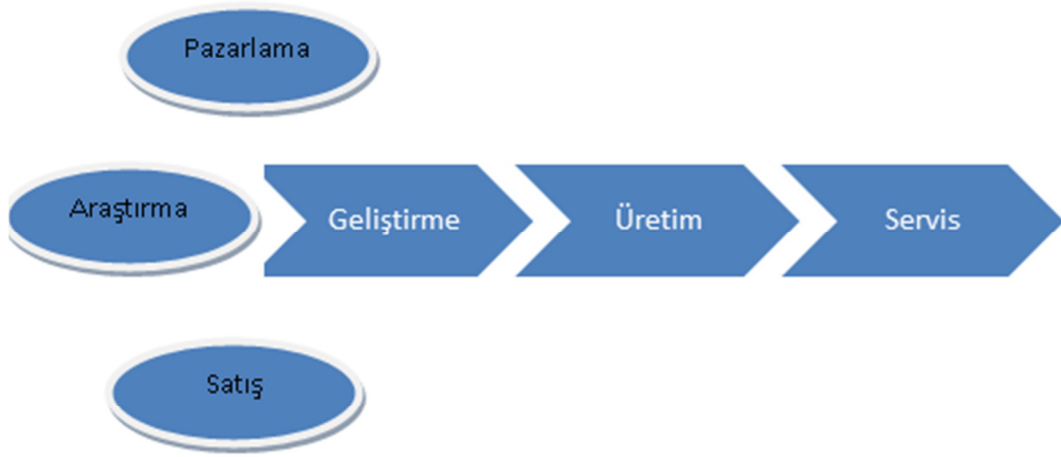 Pazarlama
Araştırma
Geliştirme
Üretim
Servis
Satış